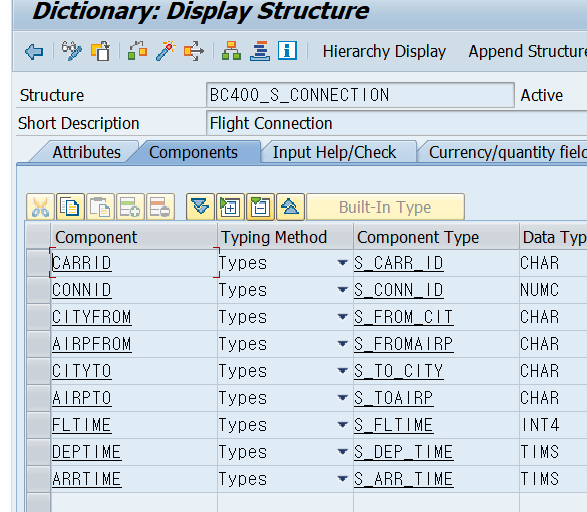 Dictionary: Display Structure
Hierarchy Display Append Structure
Structure BC400_S_CONNECTION Active
Short Description Flight Connection
Attributes Components Input Help/Check Currency/quantity field
Built-In Type
Component Typing Method Component Type Data Typ
CARRID Types S_CARR_ID CHAR
CONNID Types S_CONN_ID NUMC
CITYFROM Types S_FROM_CIT CHAR
AIRPFROM Types S_FROMAIRP CHAR
CITYTO Types S_TO_CITY CHAR
AIRPTO Types S_TOAIRP CHAR
FLTIME Types S_FLTIME INT4
DEPTIME Types S_DEP_TIME TIMS
ARRTIME Types S_ARR_TIME TIMS